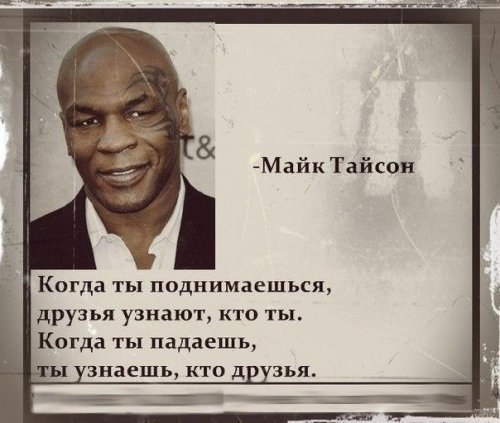 t&
-Майк Тайсон
Когда ты поднимаешься,
друзья узнают, кто ты.
Когда ты падаешь,
ты узнаешь, кто друзья.